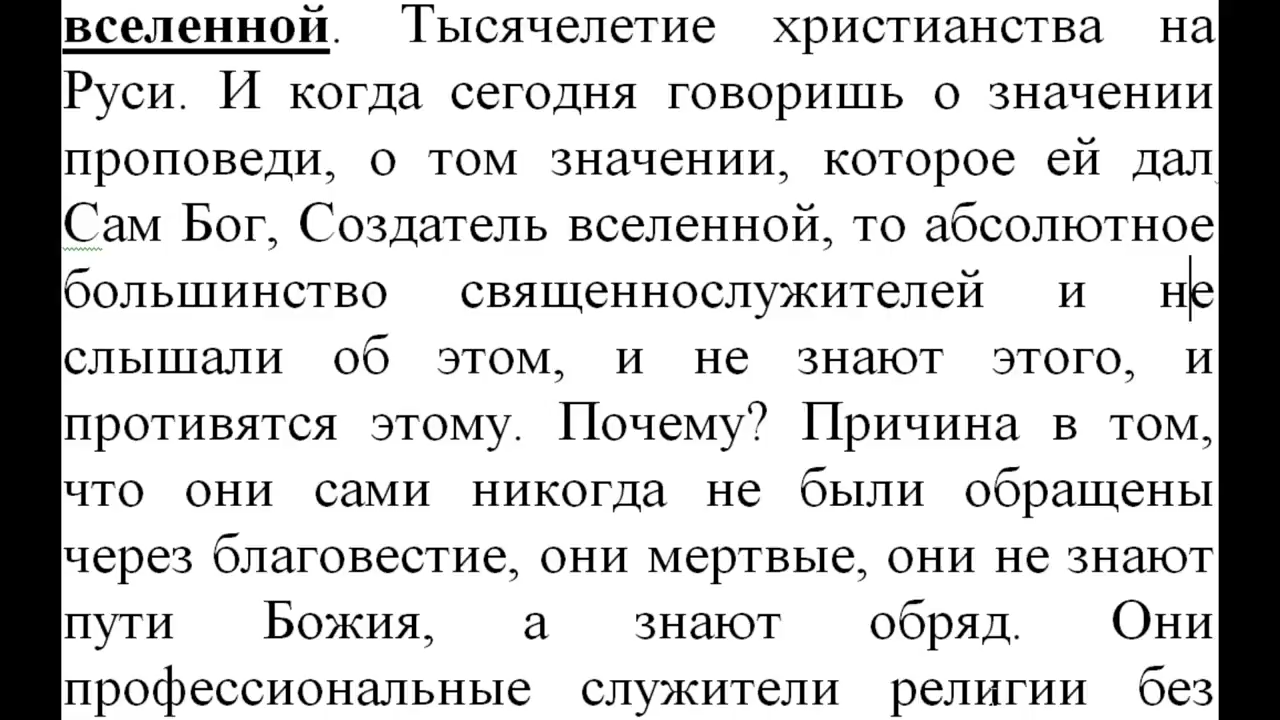 вселенной. Тысячелетие христианства на
Руси. И когда сегодня говоришь о значении
проповеди, о том значении, которое ей дал
Сам Бог, Создатель вселенной, то абсолютное
большинство священнослужителей и не
слышали об этом, и не знают этого, и
противятся этому. Почему? Причина в том,
что они сами никогда не были обращены
через благовестие, они мертвые, они не знают
пути Божия, а знают обряд. Они
профессиональные служители религии без